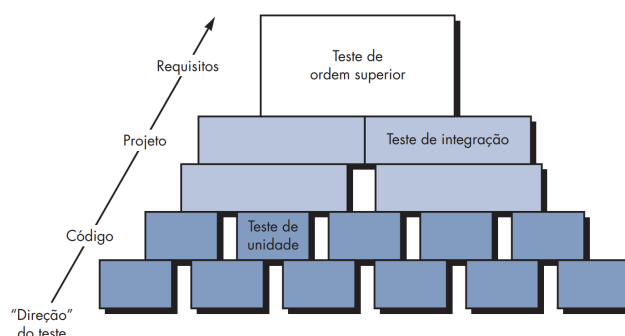 Teste de
ordem superior
Requisitos
Projeto
Teste de integração
Código
Teste de
unidade
"Direção"
do teste